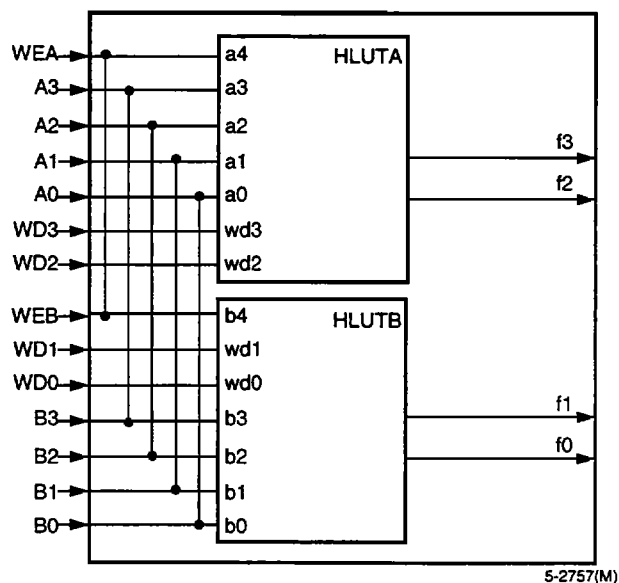 WEA a4 HLUTA
A3 a3
A2 a2
A1 a1
A0 a0
WD3 wd3
WD2 wd2
f3
f2
WEB b4 HLUTB
WD1 wd1
WD0 wd0
B3 b3
B2 b2
B1 b1
B0 b0
f1
f0
5-2757(M)